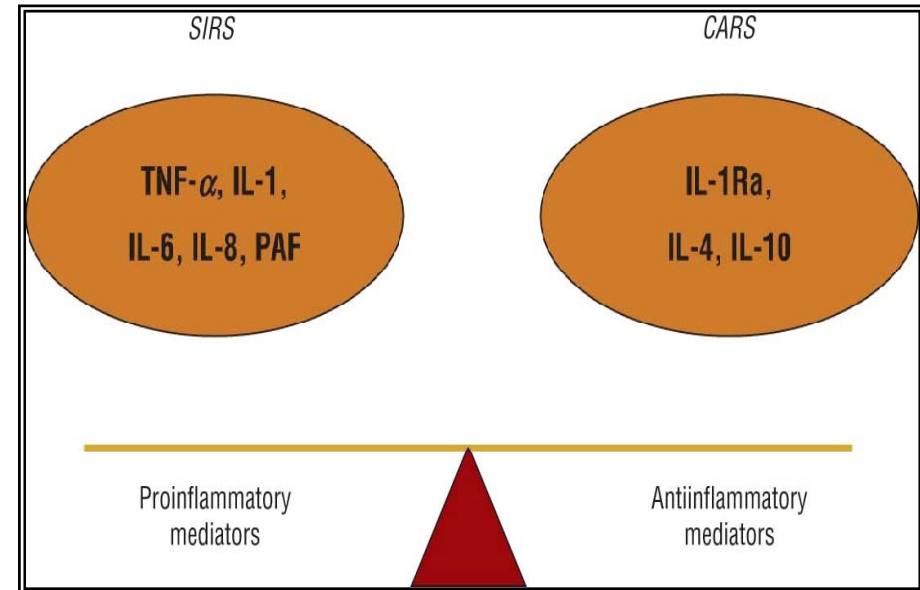 SIRS
CARS
TNF-α, IL-1,
IL-6, IL-8, PAF
IL-1Ra,
IL-4, IL-10
Proinflammatory
mediators
Antiinflammatory
mediators